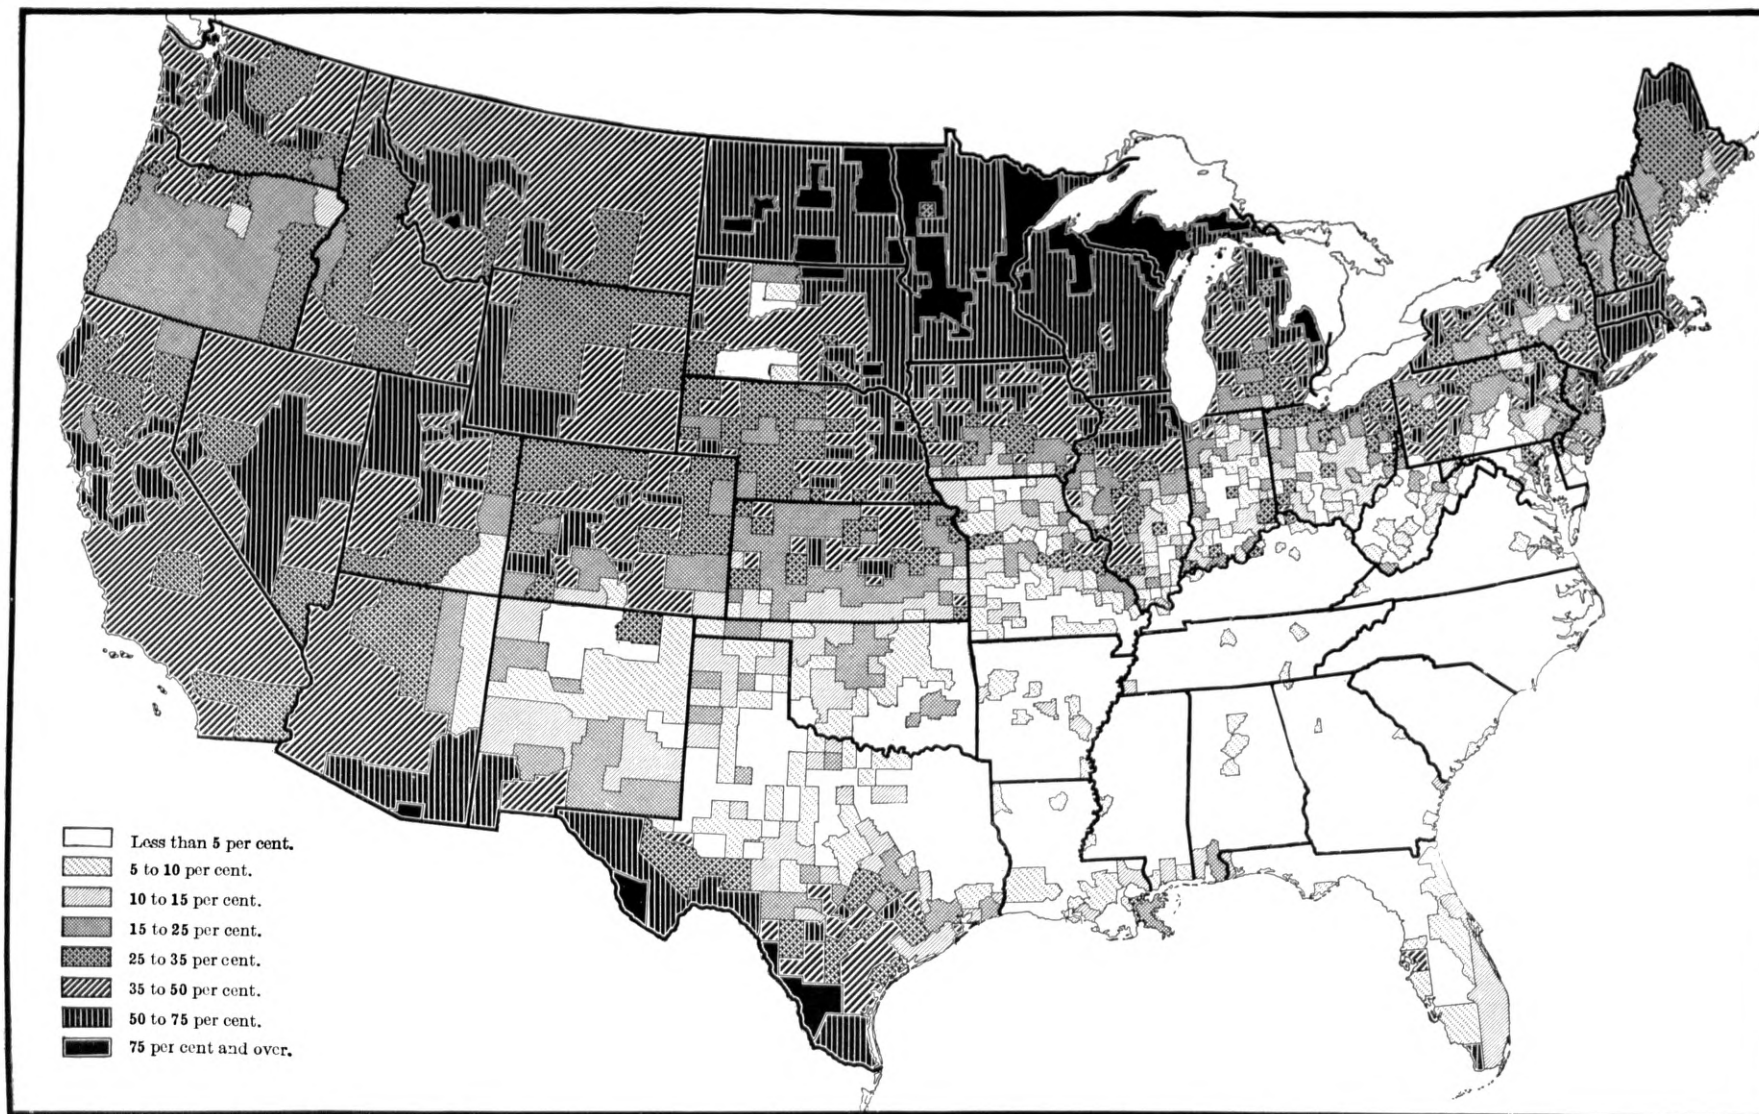 Less than 5 per cent.
5 to 10 per cent.
10 to 15 per cent.
15 to 25 per cent.
25 to 35 per cent.
35 to 50 per cent.
50 to 75 per cent.
75 per cent and over.